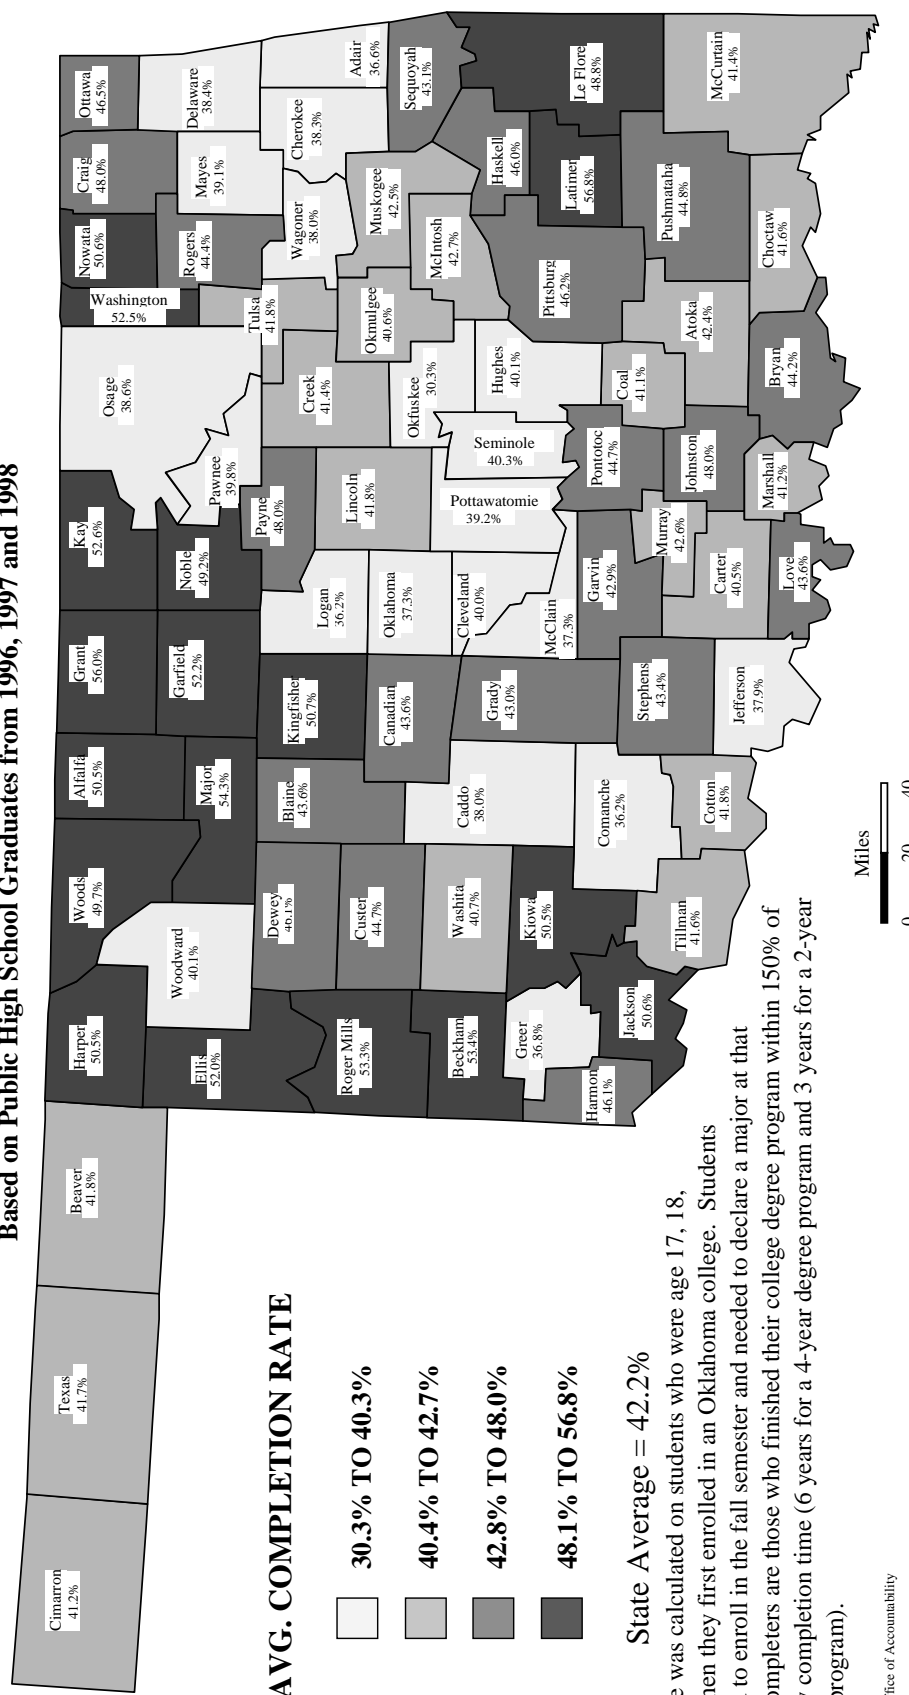 Based on Public High School Graduates from 1996, 1997 and 1998
Cimarron
41.2%
Texas
41.7%
Beaver
41.8%
Harper
50.5%
Woods
49.7%
Alfalfa
50.5%
Grant
56.0%
Kay
52.6%
Osage
38.6%
Washington
52.5%
Nowata
50.6%
Craig
48.0%
Ottawa
46.5%
Ellis
52.0%
Woodward
40.1%
Major
54.3%
Garfield
52.2%
Noble
49.2%
Pawnee
39.8%
Rogers
44.4%
Mayes
39.1%
Delaware
38.4%
Roger Mills
53.3%
Dewey
46.1%
Blaine
43.6%
Kingfisher
50.7%
Logan
36.2%
Payne
48.0%
Creek
41.4%
Tulsa
41.8%
Wagoner
38.0%
Cherokee
38.3%
Adair
36.6%
Custer
44.7%
Canadian
43.6%
Oklahoma
37.3%
Lincoln
41.8%
Okfuskee
30.3%
Okmulgee
40.6%
Muskogee
42.5%
Sequoyah
43.1%
Beckham
53.4%
Washita
40.7%
Caddo
38.0%
Grady
43.0%
Cleveland
40.0%
McClain
37.3%
Pottawatomie
39.2%
Seminole
40.3%
Hughes
40.1%
McIntosh
42.7%
Haskell
46.0%
Le Flore
48.8%
Harmon
46.1%
Greer
36.8%
Kiowa
50.5%
Jackson
50.6%
Comanche
36.2%
Stephens
43.4%
Garvin
42.9%
Pontotoc
44.7%
Coal
41.1%
Pittsburg
46.2%
Latimer
56.8%
Tillman
41.6%
Cotton
41.8%
Jefferson
37.9%
Carter
40.5%
Murray
42.6%
Johnston
48.0%
Atoka
42.4%
Pushmataha
44.8%
McCurtain
41.4%
Love
43.6%
Marshall
41.2%
Bryan
44.2%
Choctaw
41.6%
AVG. COMPLETION RATE
30.3% TO 40.3%
40.4% TO 42.7%
42.8% TO 48.0%
48.1% TO 56.8%
State Average = 42.2%
was calculated on students who were age 17, 18,
they first enrolled in an Oklahoma college. Students
to enroll in the fall semester and needed to declare a major at that
are those who finished their college degree program within 150% of
completion time (6 years for a 4-year degree program and 3 years for a 2-year
program).
Miles
0 20 40
of Accountability